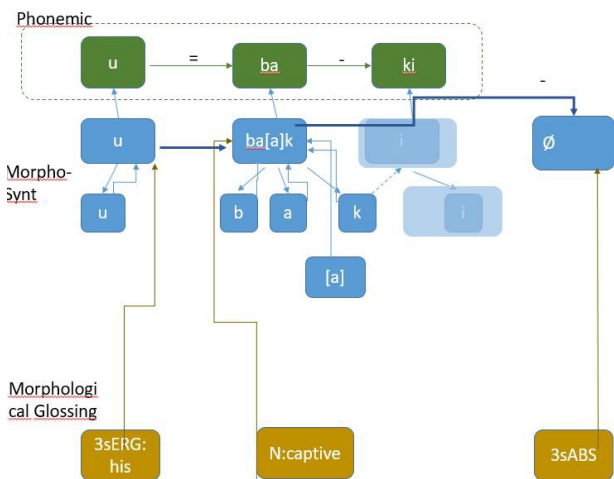 Phonemic
u = ba - ki
-
u ba[a]k i Ø
Morpho-
Synt
u b a k i
[a]
Morphologi
cal Glossing
3sERG:
his
N:captive
3sABS